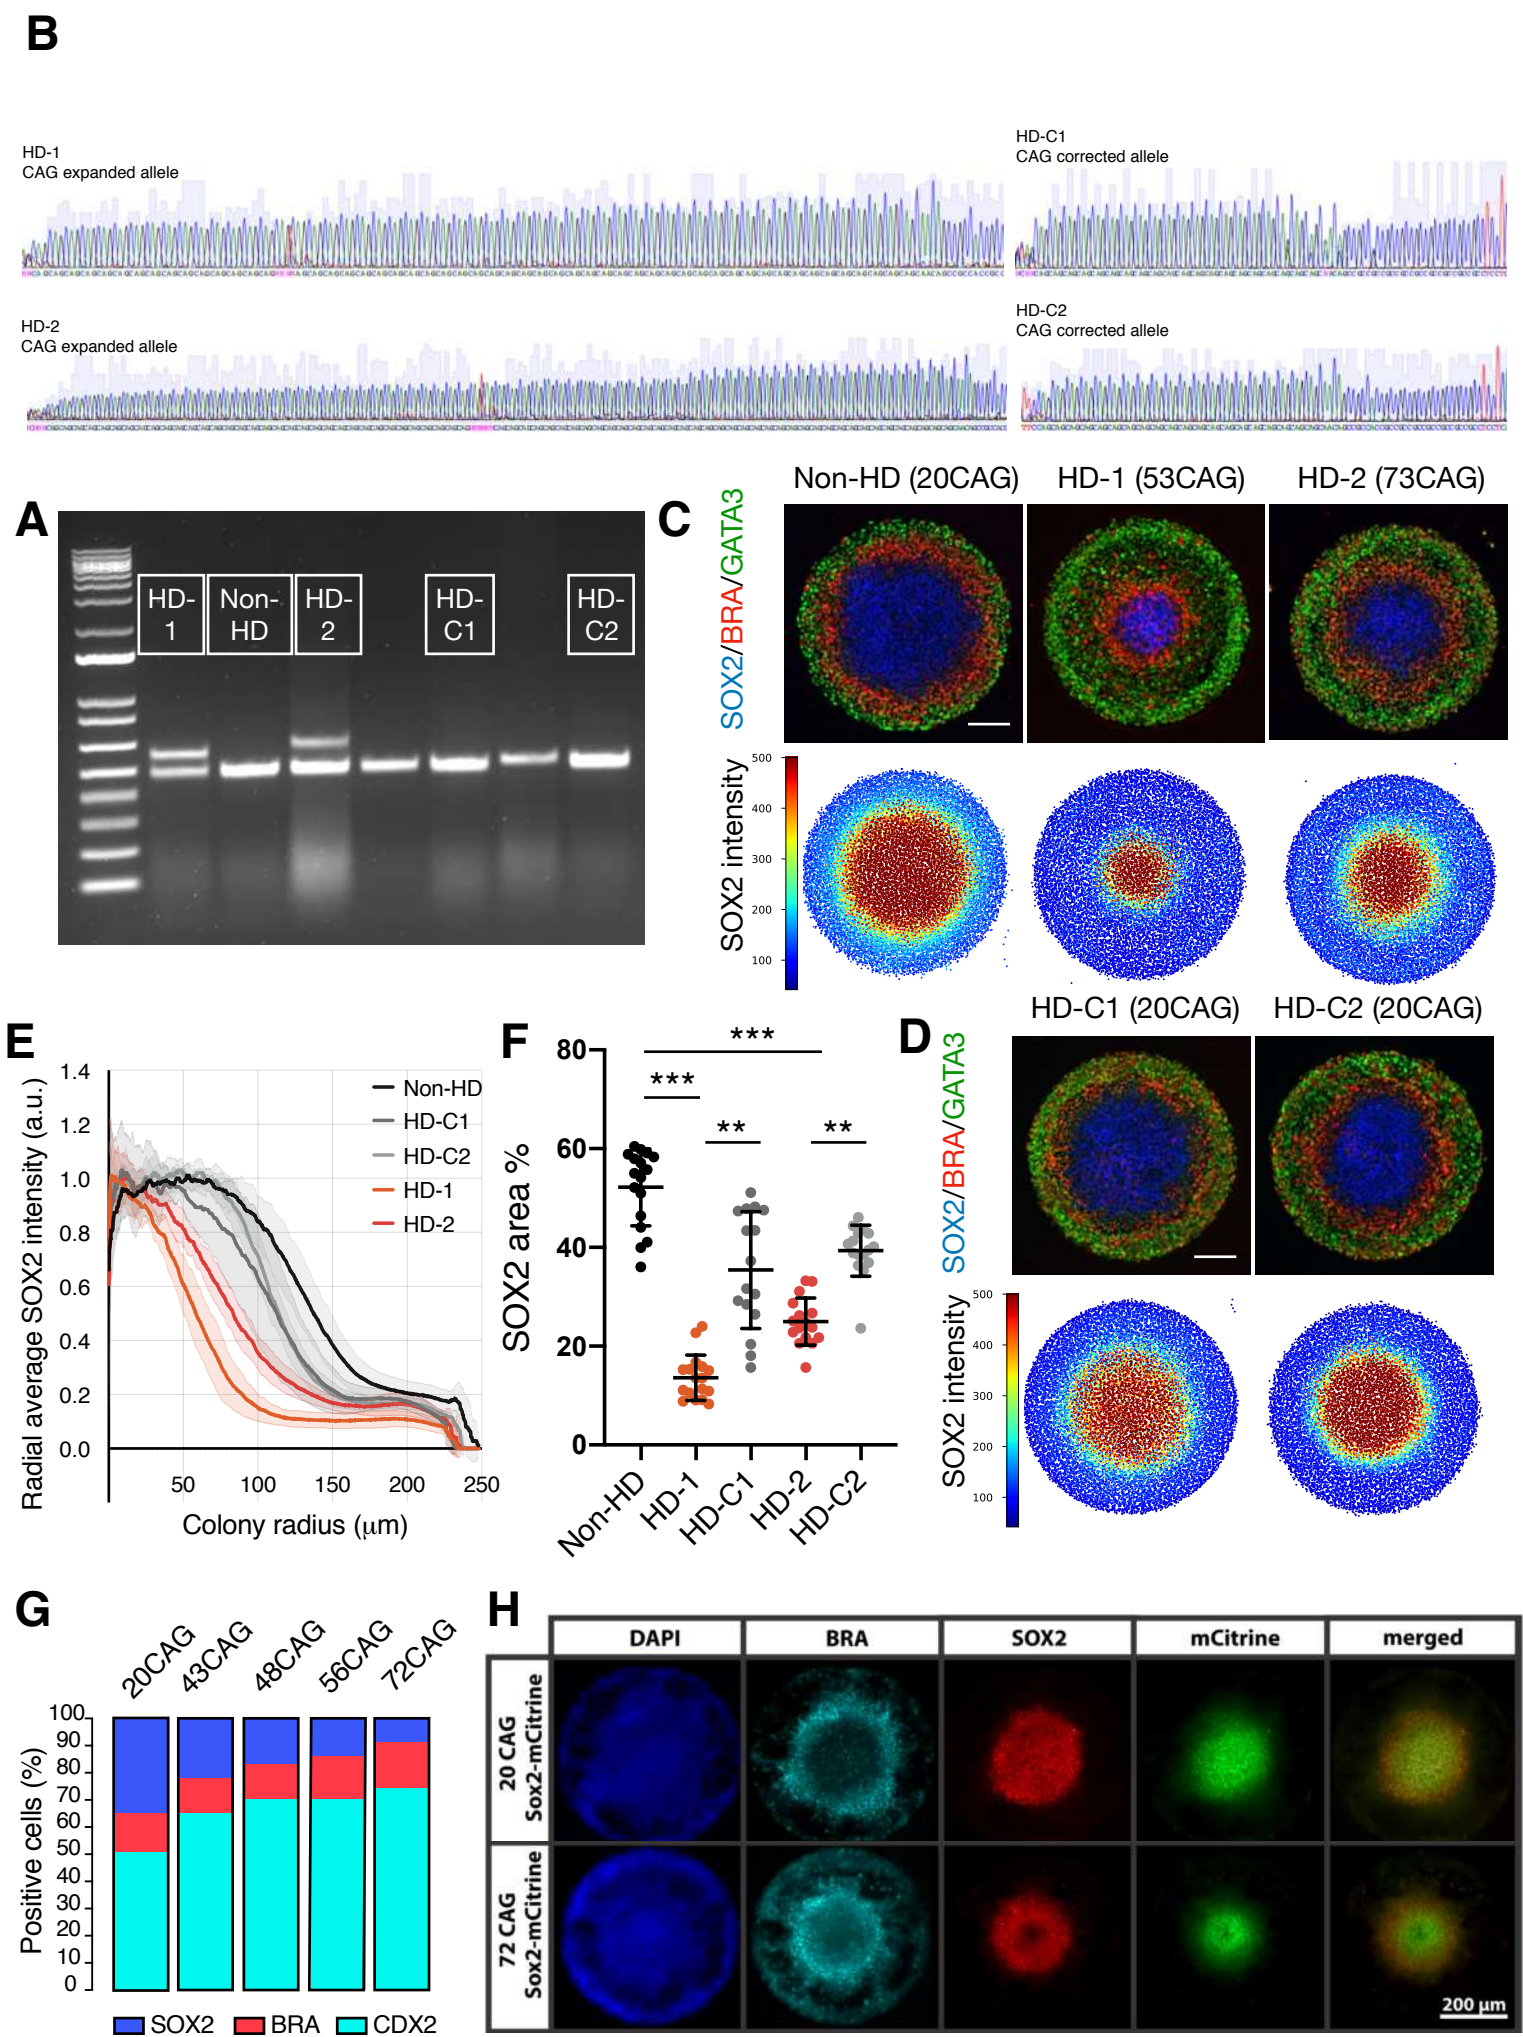 B
HD-1
CAG expanded allele
HD-C1
CAG corrected allele
HD-2
CAG expanded allele
HD-C2
CAG corrected allele
A
HD-
1
Non-
HD
HD-
2
HD-
C1
HD-
C2
C
Non-HD (20CAG)
HD-1 (53CAG)
HD-2 (73CAG)
SOX2/BRA/GATA3
SOX2 intensity
500
400
300
200
100
D
HD-C1 (20CAG)
HD-C2 (20CAG)
SOX2/BRA/GATA3
SOX2 intensity
500
400
300
200
100
E
Radial average SOX2 intensity (a.u.)
1.4
1.2
1.0
0.8
0.6
0.4
0.2
0.0
50
100
150
200
250
Colony radius (μm)
Non-HD
HD-C1
HD-C2
HD-1
HD-2
F
SOX2 area %
80
60
40
20
0
***
***
**
**
Non-HD
HD-1
HD-C1
HD-2
HD-C2
G
20CAG
43CAG
48CAG
56CAG
72CAG
Positive cells (%)
100
90
80
70
60
50
40
30
20
10
0
SOX2
BRA
CDX2
H
DAPI
BRA
SOX2
mCitrine
merged
20 CAG
Sox2-mCitrine
72 CAG
Sox2-mCitrine
200 μm